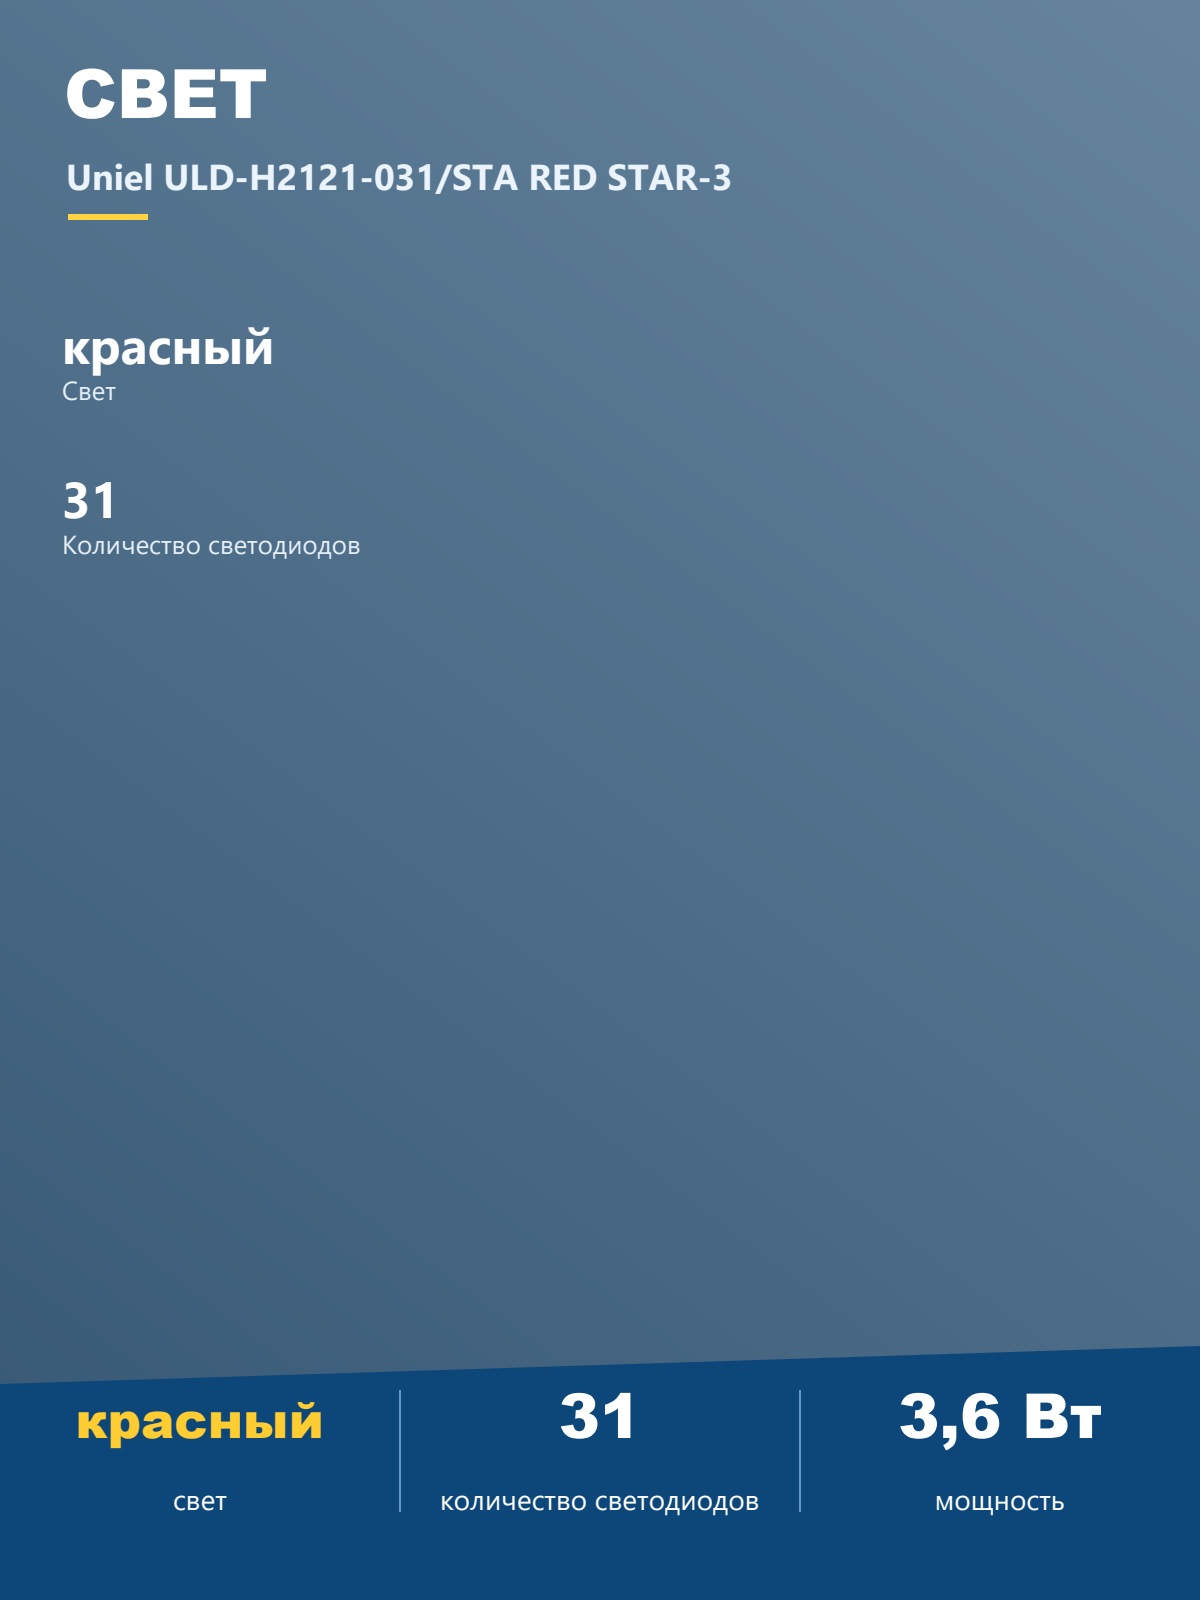 СВЕТ
Uniel ULD-H2121-031/STA RED STAR-3
красный
Свет
31
Количество светодиодов
красный
свет
31
количество светодиодов
3,6 Вт
мощность